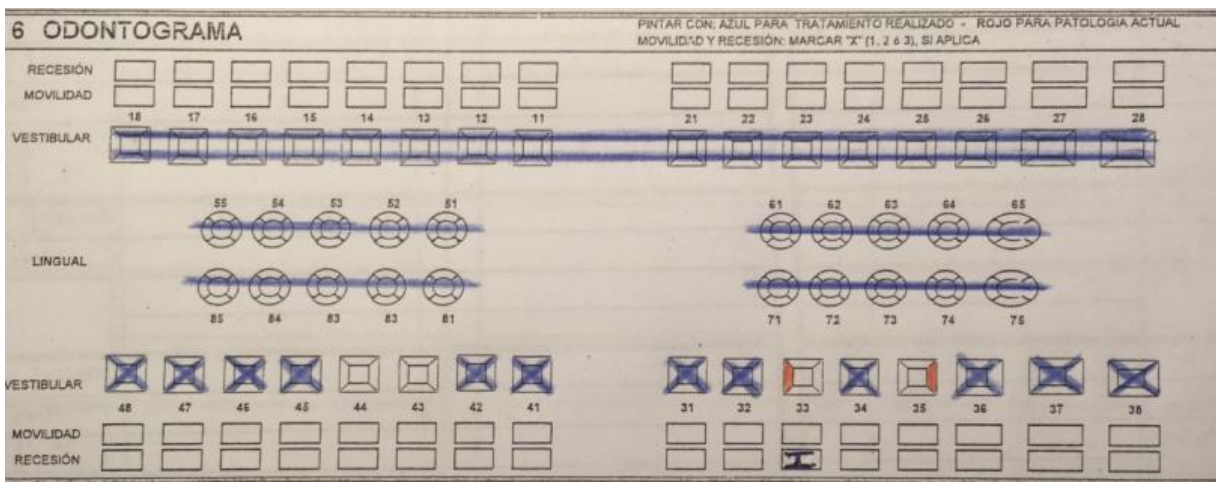 6 ODONTOGRAMA
PINTAR CON: AZUL PARA TRATAMIENTO REALIZADO - ROJO PARA PATOLOGIA ACTUAL
MOVILIDAD Y RECESIÓN: MARCAR "X" (1, 2 ó 3), SI APLICA
RECESIÓN
MOVILIDAD
18 17 16 15 14 13 12 11 21 22 23 24 25 26 27 28
VESTIBULAR
55 54 53 52 51 61 62 63 64 65
LINGUAL
85 84 83 83 81 71 72 73 74 75
VESTIBULAR
48 47 46 45 44 43 42 41 31 32 33 34 35 36 37 38
MOVILIDAD
RECESIÓN I